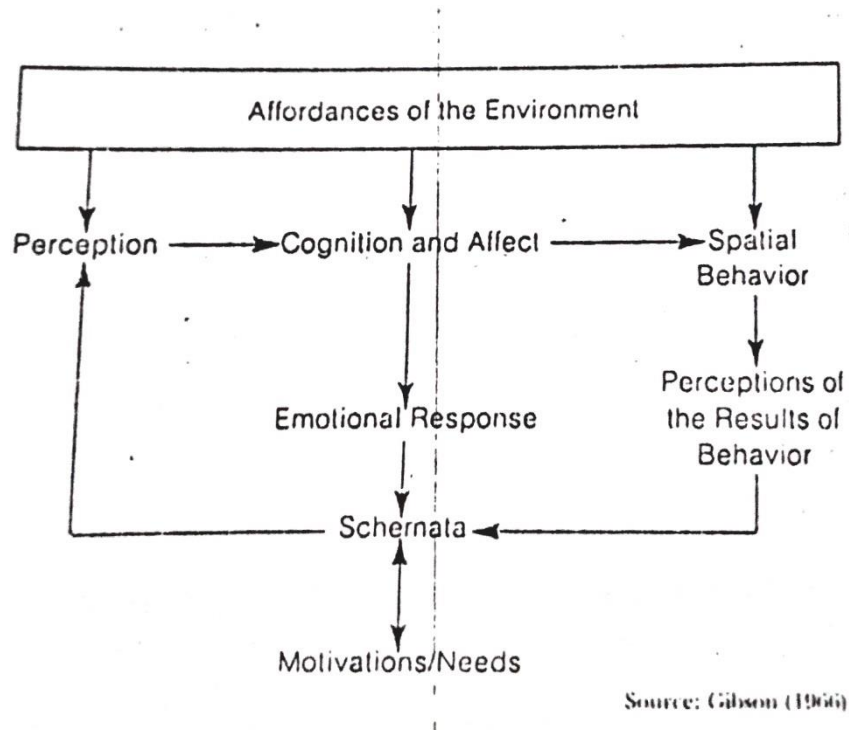 Affordances of the Environment
Perception
Cognition and Affect
Spatial
Behavior
Perceptions of
the Results of
Behavior
Emotional Response
Schernata
Motivations/Needs
Source: Gibson (1966)